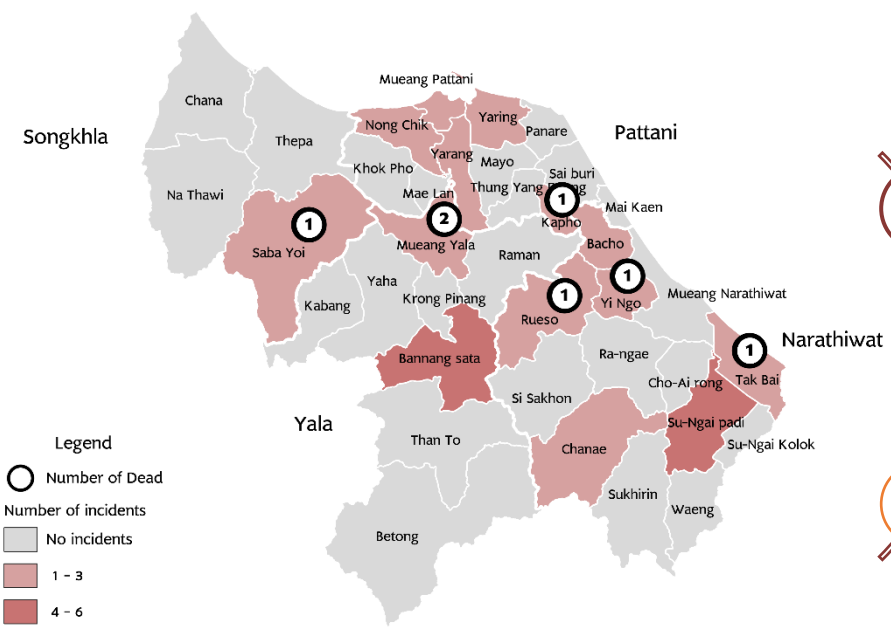 Mueang Pattani
Chana
Songkhla
Thepa
Nong Chik
Yaring
Panare
Pattani
Yarang
Mayo
Khok Pho
Sai buri
Na Thawi
Mae Lan
Thung Yang Daeng
1
Mai Kaen
Kapho
1
2
Saba Yoi
Mueang Yala
Bacho
Raman
Yaha
1
Kabang
Krong Pinang
1
Mueang Narathiwat
Yi Ngo
Rueso
Narathiwat
1
Bannang sata
Ra-ngae
Cho-Ai rong
Tak Bai
Si Sakhon
Yala
Su-Ngai padi
Than To
Chanae
Su-Ngai Kolok
Sukhirin
Waeng
Betong
Legend
Number of Dead
Number of incidents
No incidents
1 - 3
4 - 6